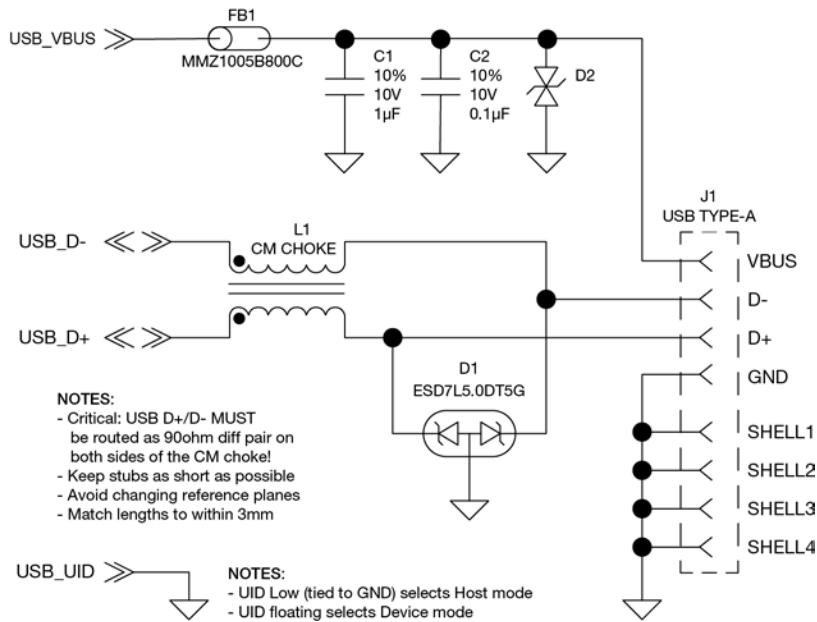 FB1
USB_VBUS
MMZ1005B800C
C1
10%
10V
1µF
C2
10%
10V
0.1µF
D2
J1
USB TYPE-A
L1
CM CHOKE
USB_D-
USB_D+
VBUS
D-
D+
GND
SHELL1
SHELL2
SHELL3
SHELL4
D1
ESD7L5.0DT5G
NOTES:
- Critical: USB D+/D- MUST
be routed as 90ohm diff pair on
both sides of the CM choke!
- Keep stubs as short as possible
- Avoid changing reference planes
- Match lengths to within 3mm
USB_UID
NOTES:
- UID Low (tied to GND) selects Host mode
- UID floating selects Device mode